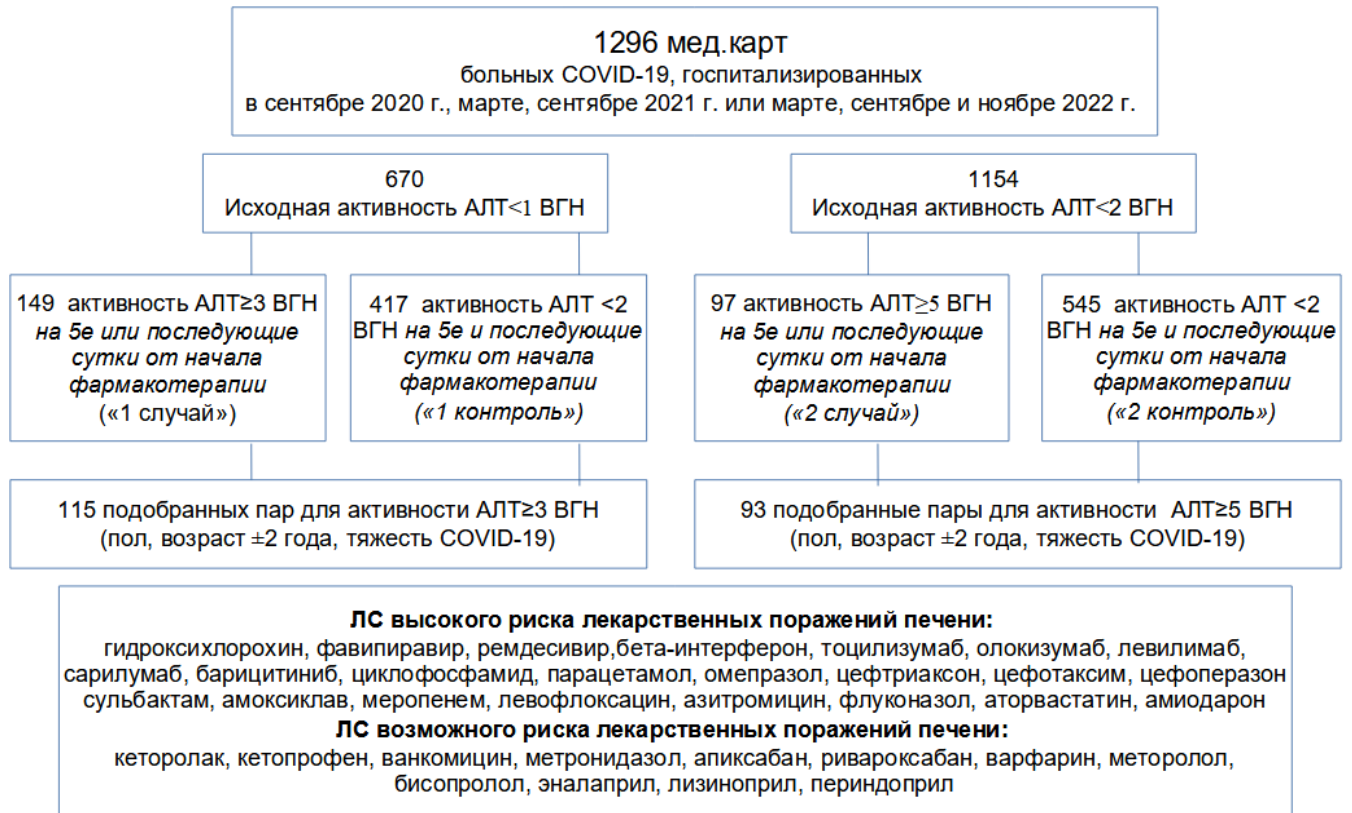 1296 мед.карт
больных COVID-19, госпитализированных
в сентябре 2020 г., марте, сентябре 2021 г. или марте, сентябре и ноябре 2022 г.
670
Исходная активность АЛТ<1 ВГН
1154
Исходная активность АЛТ<2 ВГН
149 активность АЛТ≥3 ВГН
на 5е или последующие
сутки от начала
фармакотерапии
(«1 случай»)
417 активность АЛТ <2
ВГН на 5е и последующие
сутки от начала
фармакотерапии
(«1 контроль»)
97 активность АЛТ≥5 ВГН
на 5е или последующие
сутки от начала
фармакотерапии
(«2 случай»)
545 активность АЛТ <2
ВГН на 5е и последующие
сутки от начала
фармакотерапии
(«2 контроль»)
115 подобранных пар для активности АЛТ≥3 ВГН
(пол, возраст ±2 года, тяжесть COVID-19)
93 подобранные пары для активности АЛТ≥5 ВГН
(пол, возраст ±2 года, тяжесть COVID-19)
ЛС высокого риска лекарственных поражений печени:
гидроксихлорохин, фавипиравир, ремдесивир,бета-интерферон, тоцилизумаб, олокизумаб, левилимаб,
сарилумаб, барицитиниб, циклофосфамид, парацетамол, омепразол, цефтриаксон, цефотаксим, цефоперазон
сульбактам, амоксиклав, меропенем, левофлоксацин, азитромицин, флуконазол, аторвастатин, амиодарон
ЛС возможного риска лекарственных поражений печени:
кеторолак, кетопрофен, ванкомицин, метронидазол, апиксабан, ривароксабан, варфарин, меторолол,
бисопролол, эналаприл, лизиноприл, периндоприл